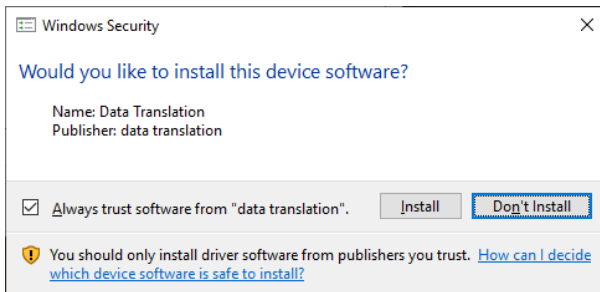 Windows Security
Would you like to install this device software?
Name: Data Translation
Publisher: data translation
Always trust software from "data translation".
Install
Don't Install
You should only install driver software from publishers you trust. How can I decide
which device software is safe to install?